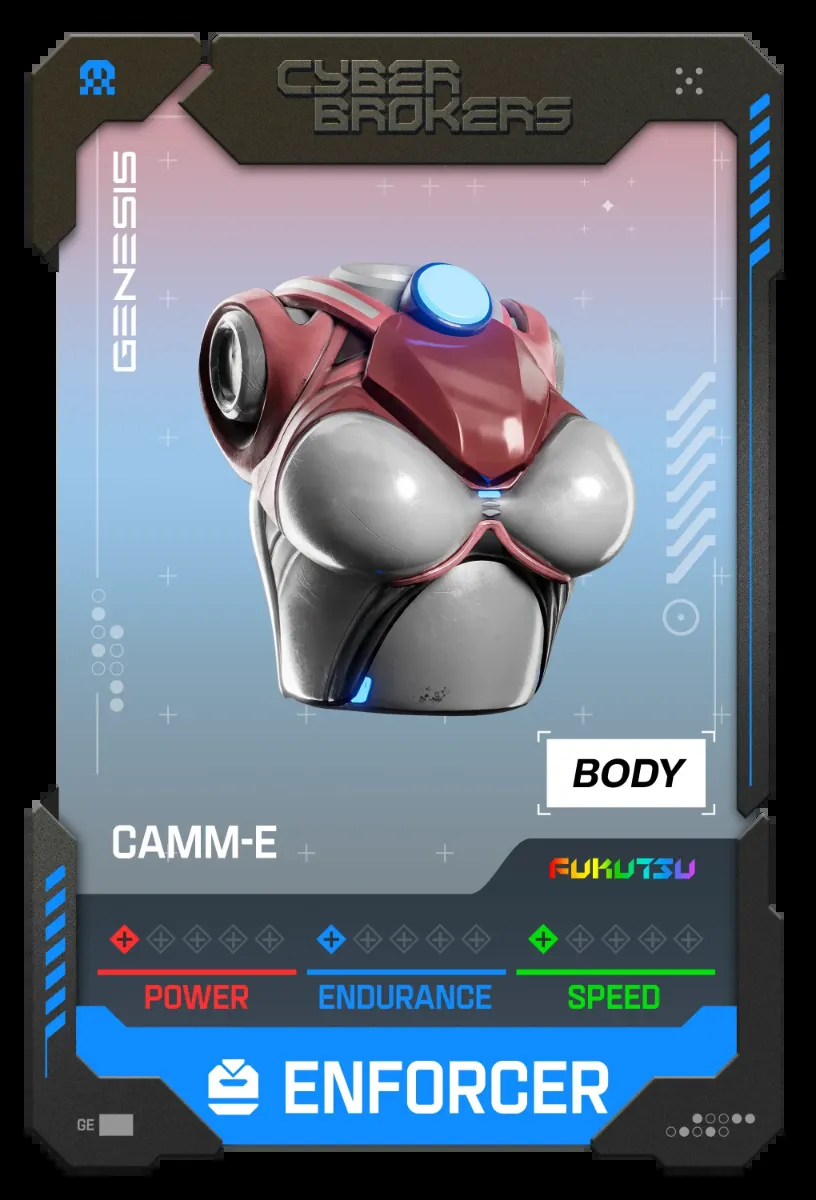 CYBER
BROKERS
GENESIS
BODY
CAMM-E
FUKUTSU
POWER ENDURANCE SPEED
ENFORCER
GE